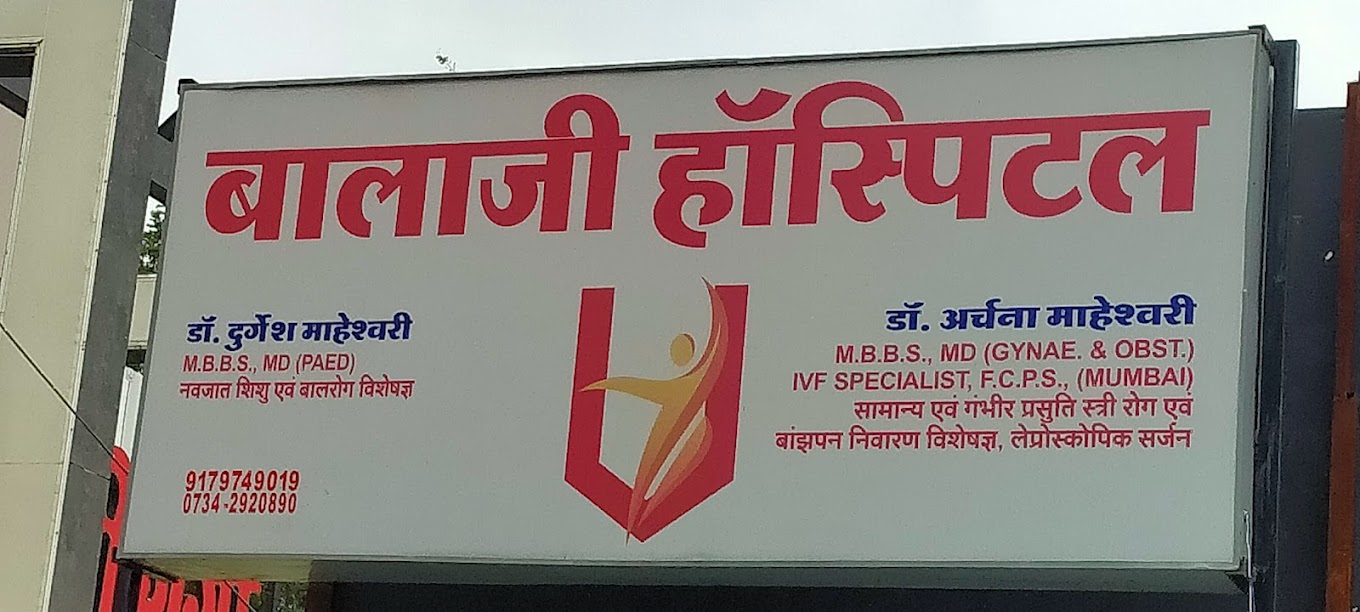 बालाजी हॉस्पिटल
डॉ. दुर्गेश माहेश्वरी
M.B.B.S., MD (PAED)
नवजात शिशु एवं बालरोग विशेषज्ञ
9179749019
0734-2920890
डॉ. अर्चना माहेश्वरी
M.B.B.S., MD (GYNAE. & OBST.)
IVF SPECIALIST, F.C.P.S., (MUMBAI)
सामान्य एवं गंभीर प्रसुति स्त्री रोग एवं
बांझपन निवारण विशेषज्ञ, लेप्रोस्कोपिक सर्जन